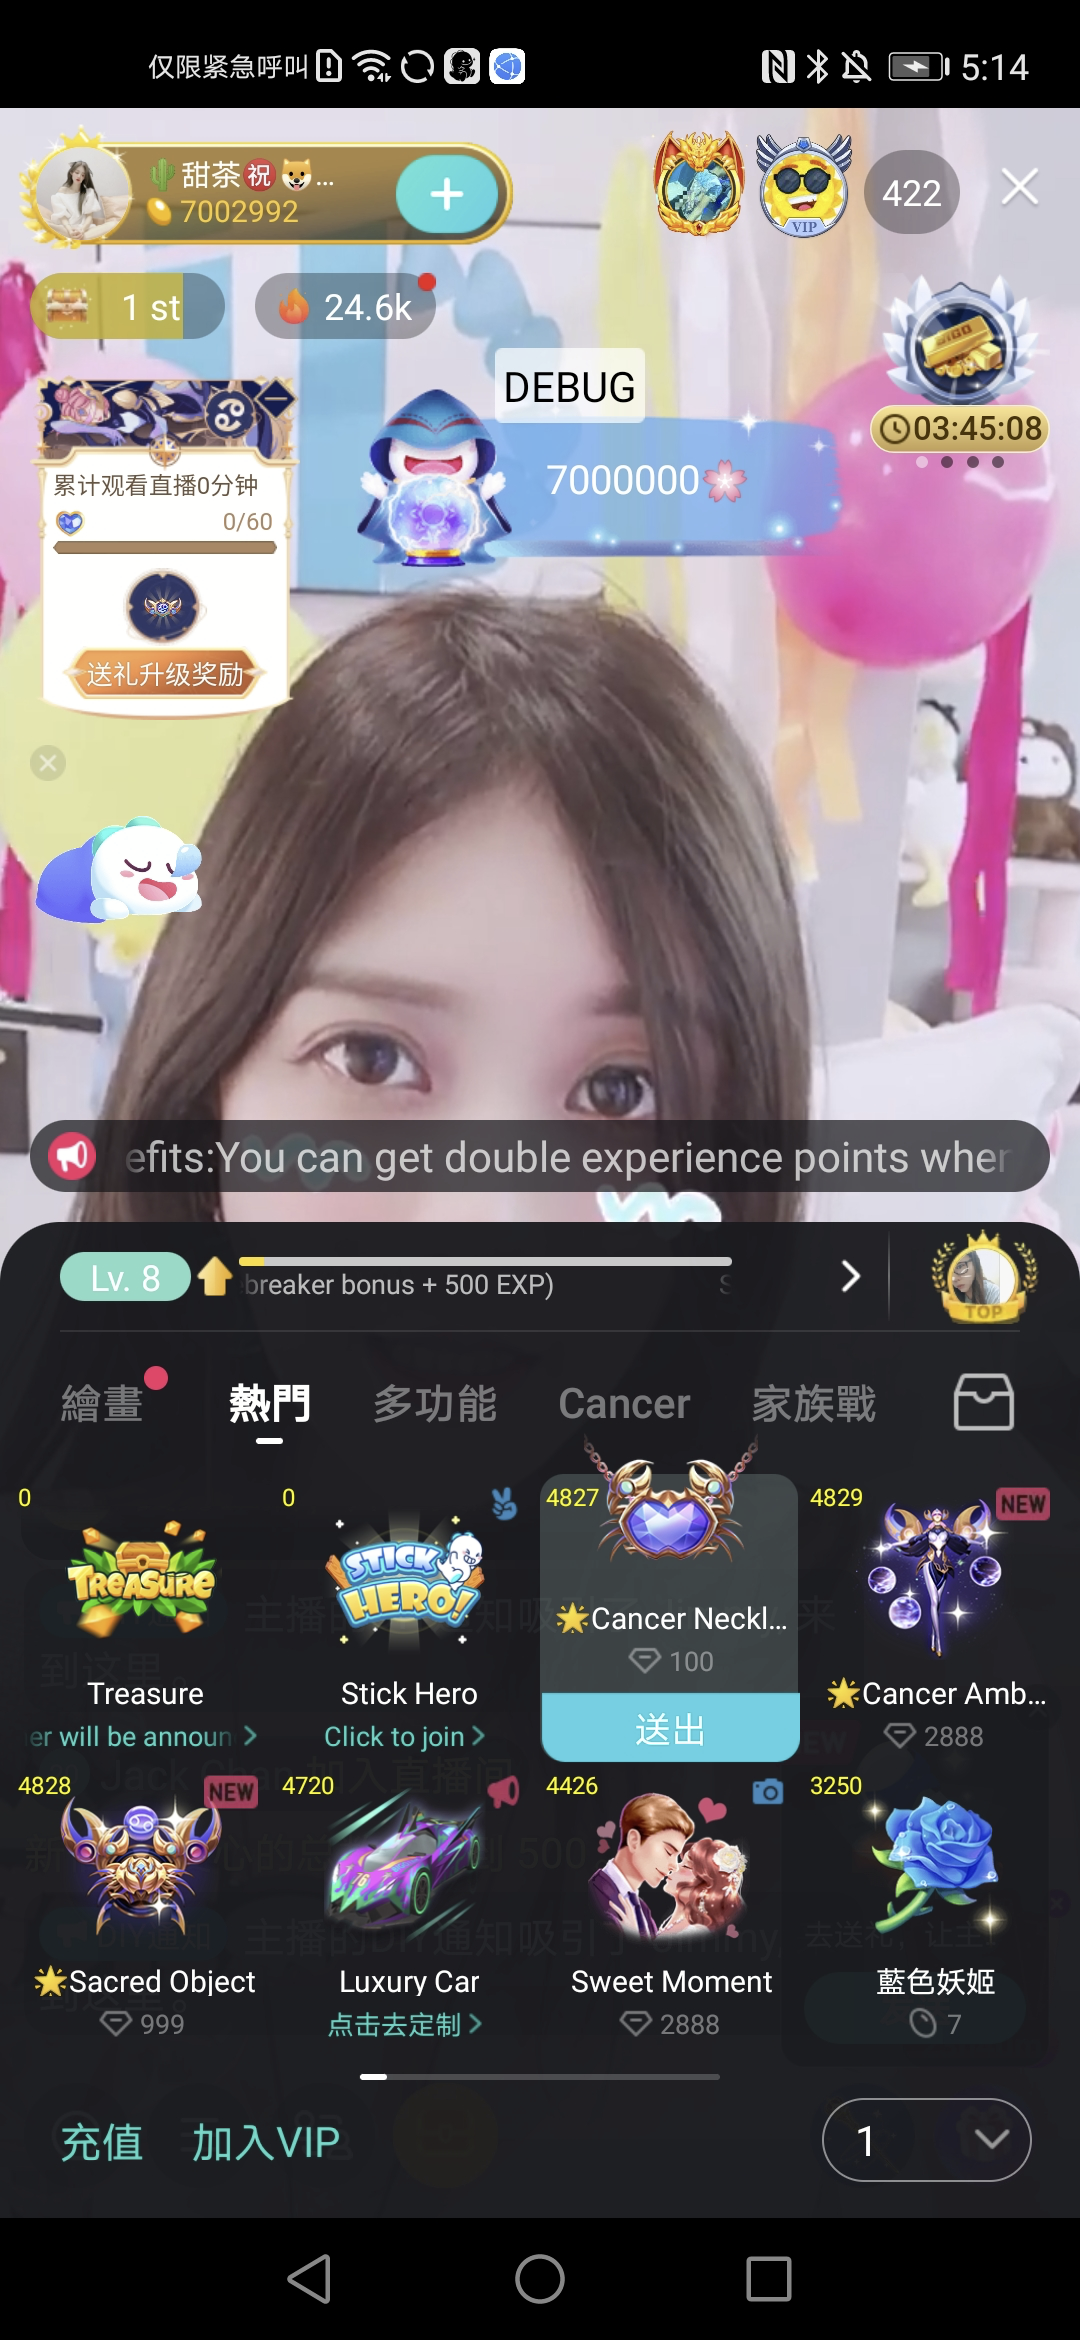 仅限紧急呼叫
5:14
甜茶㊗...
7002992
VIP
422
1 st
24.6k
BIGO
03:45:08
DEBUG
7000000
累计观看直播0分钟
0/60
送礼升级奖励
efits:You can get double experience points wher
Lv. 8
breaker bonus + 500 EXP)
TOP
繪畫
熱門
多功能
Cancer
家族戰
0
0
4827
4829
NEW
TREASURE
STICK HERO!
Treasure
Stick Hero
🌟Cancer Neckl...
🌟Cancer Amb...
er will be announ
Click to join
100
2888
送出
4828
NEW
4720
4426
3250
🌟Sacred Object
Luxury Car
Sweet Moment
藍色妖姬
999
点击去定制
2888
7
充值
加入VIP
1